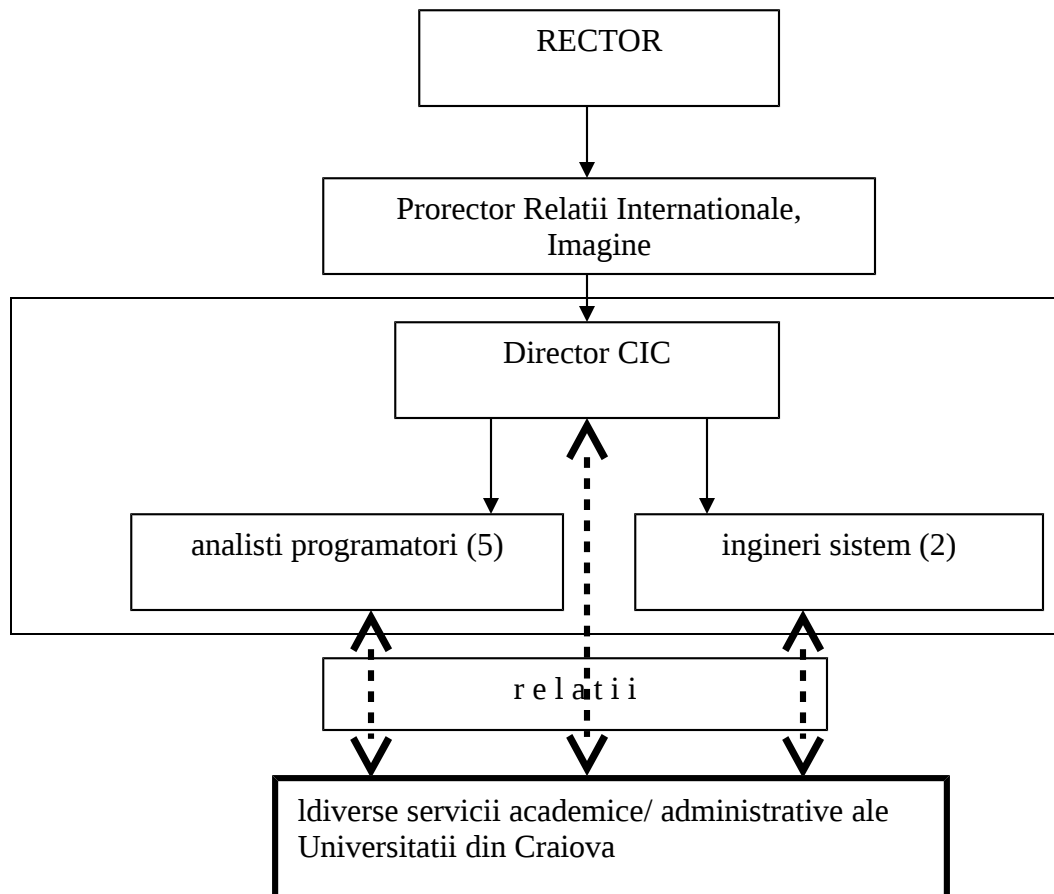 RECTOR
Prorector Relatii Internationale,
Imagine
Director CIC
analisti programatori (5)
ingineri sistem (2)
r e l a t i i
ldiverse servicii academice/ administrative ale
Universitatii din Craiova